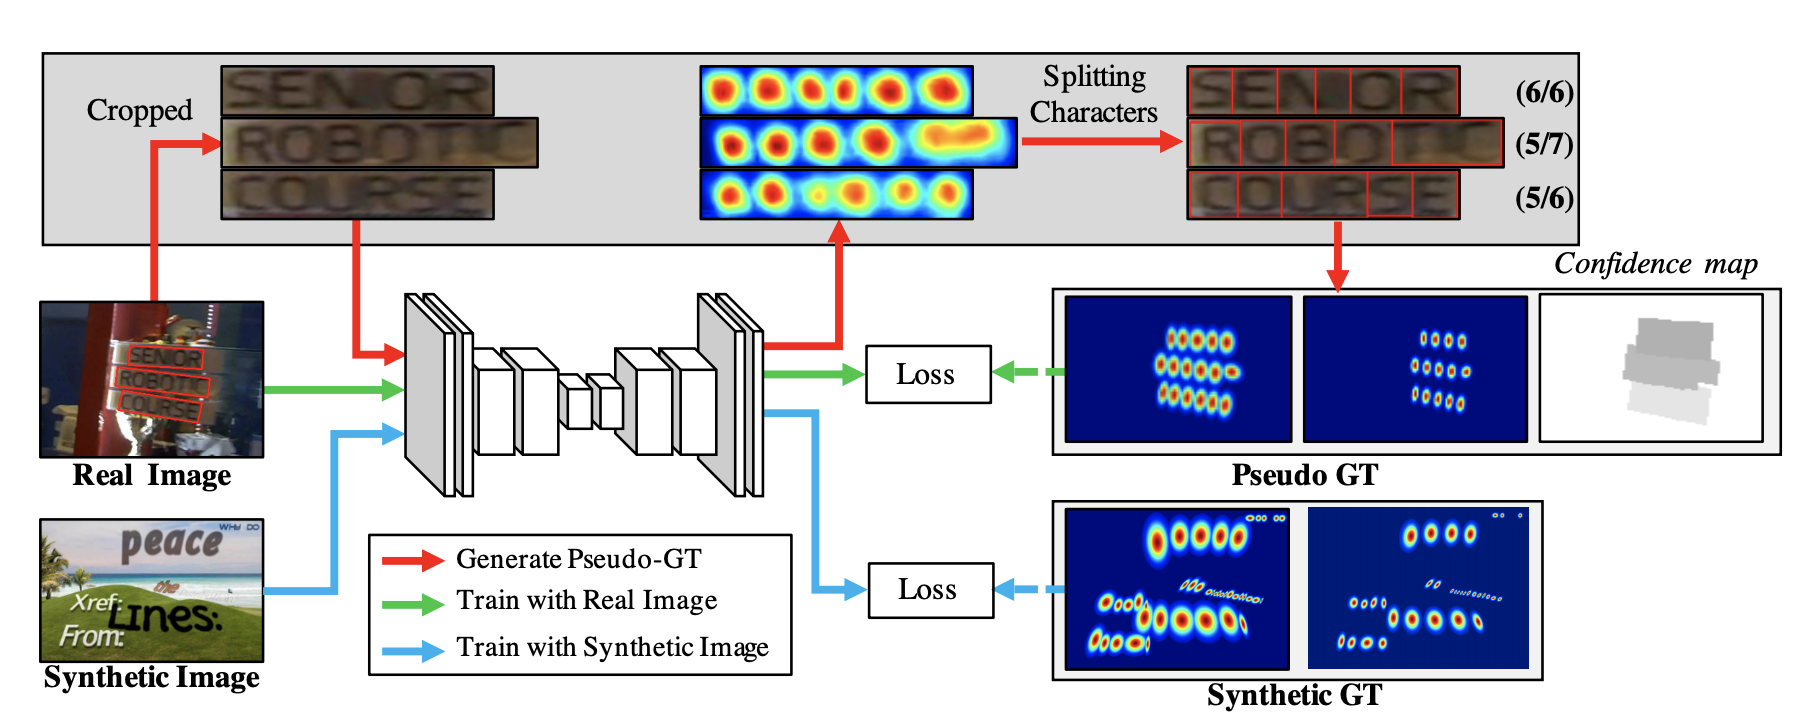 Cropped
SENIOR
ROBOTIC
COURSE
Splitting
Characters
SENIOR
ROBOTIC
COURSE
(6/6)
(5/7)
(5/6)
Confidence map
SENIOR
ROBOTIC
COURSE
Real Image
Loss
Pseudo GT
WHY DO
peace
the
Xref:
Lines:
From:
Synthetic Image
Generate Pseudo-GT
Train with Real Image
Train with Synthetic Image
Loss
Synthetic GT